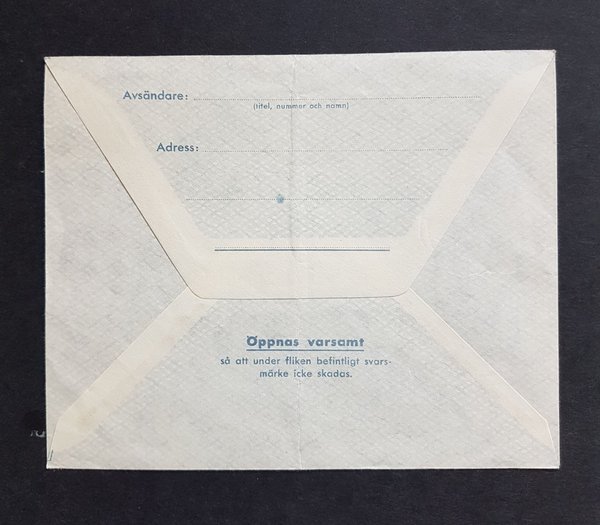 Avsändare:
(titel, nummer och namn)
Adress:
Öppnas varsamt
så att under fliken befintligt svars-
märke icke skadas.